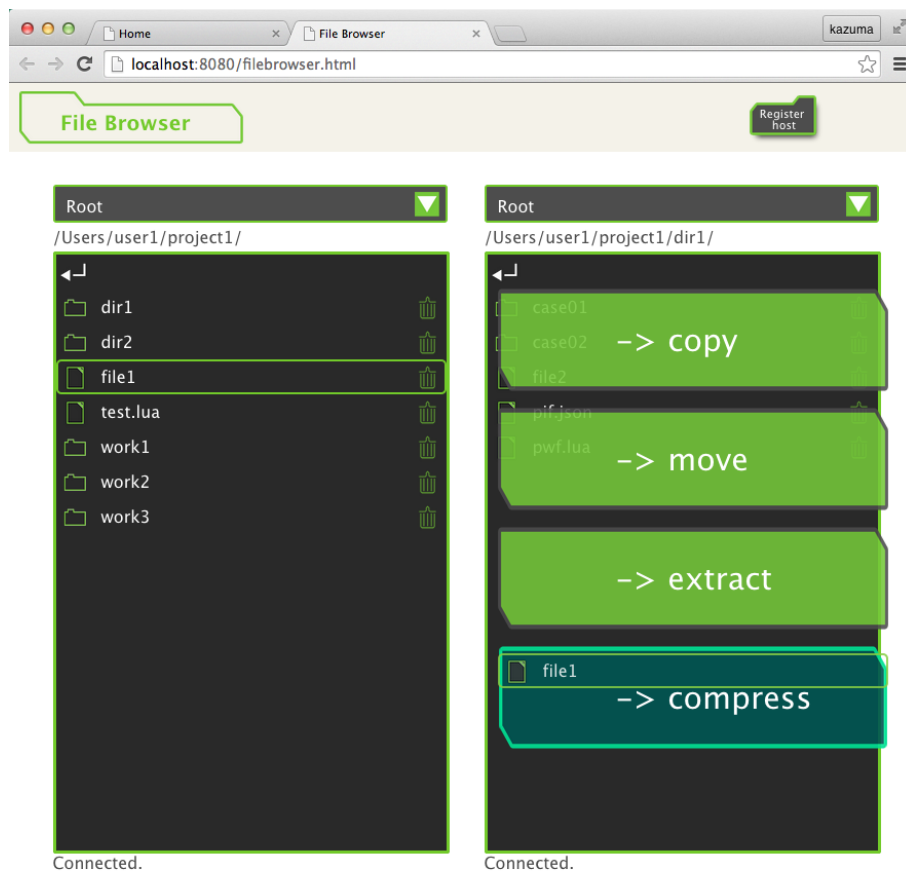 Home
File Browser
kazuma
localhost:8080/filebrowser.html
File Browser
Register
host
Root
/Users/user1/project1/
dir1
dir2
file1
test.lua
work1
work2
work3
Connected.
Root
/Users/user1/project1/dir1/
case01
-> copy
case02
file2
pif.json
-> move
pwf.lua
-> extract
file1
-> compress
Connected.